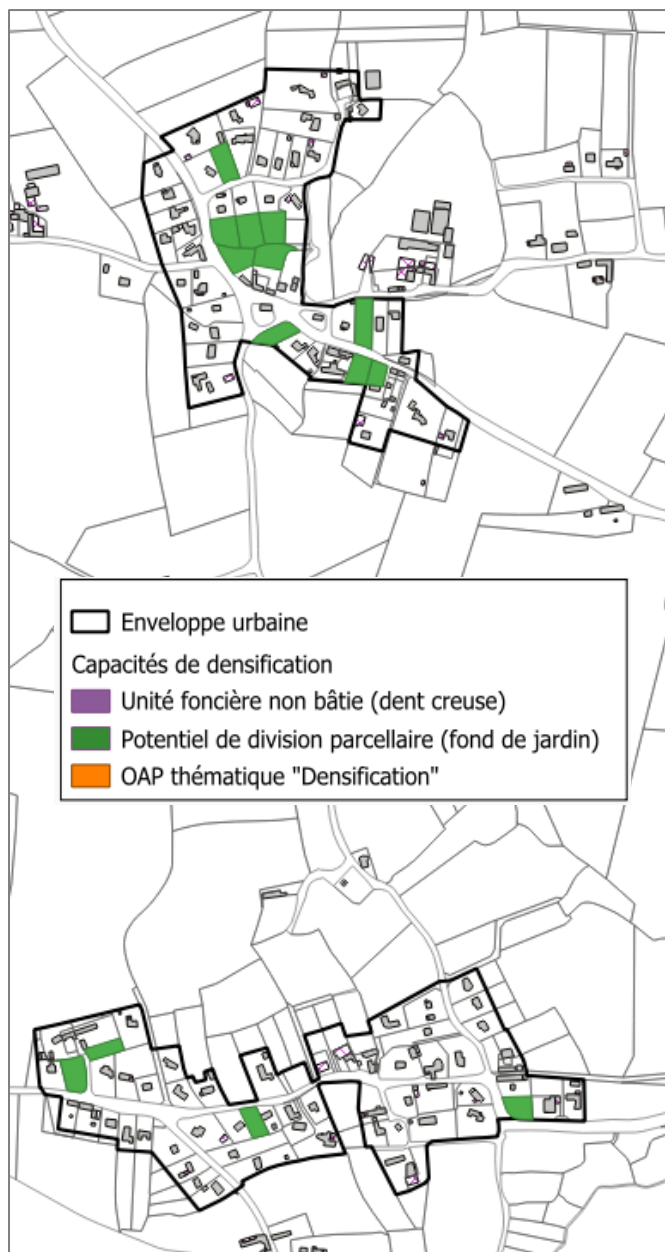 Enveloppe urbaine
Capacités de densification
Unité foncière non bâtie (dent creuse)
Potentiel de division parcellaire (fond de jardin)
OAP thématique "Densification"